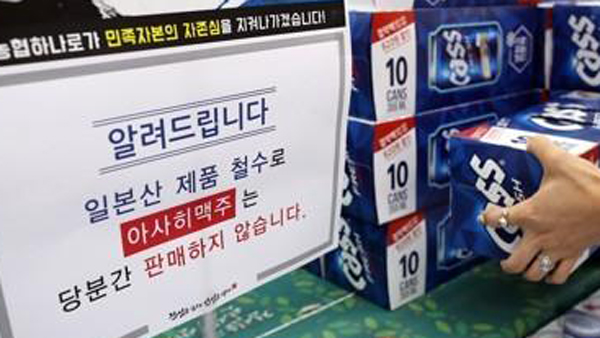 농협하나로가 민족자본의 자존심을 지켜나가겠습니다!
알려드립니다
일본산 제품 철수로
아사히맥주 는
당분간 판매하지 않습니다.
10
CANS
Cass
10
CANS
10
Cass
Cass